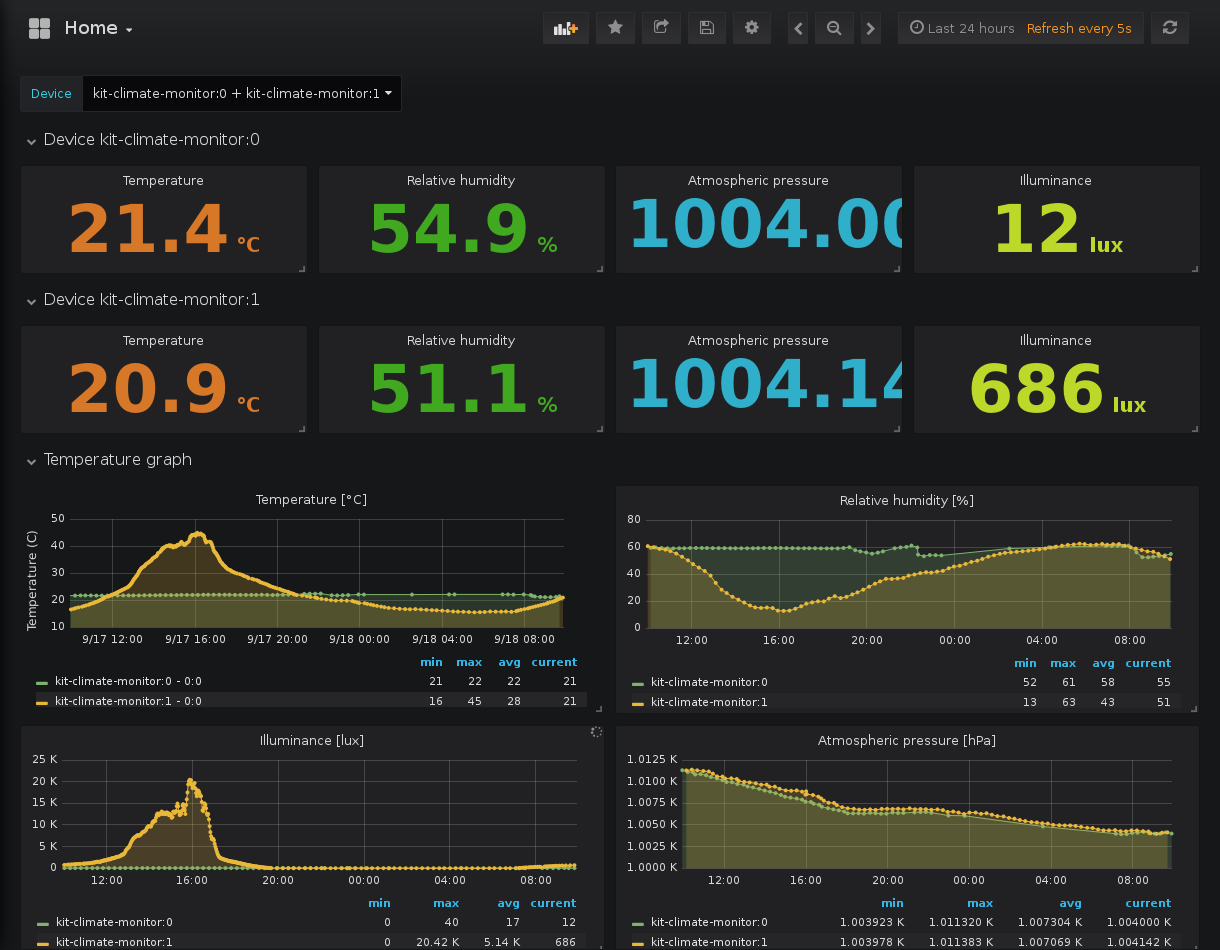 Home
Last 24 hours Refresh every 5s
Device kit-climate-monitor:0 + kit-climate-monitor:1
Device kit-climate-monitor:0
Temperature Relative humidity Atmospheric pressure Illuminance
21.4 °C 54.9 % 1004.00 12 lux
Device kit-climate-monitor:1
Temperature Relative humidity Atmospheric pressure Illuminance
20.9 °C 51.1 % 1004.14 686 lux
Temperature graph
Temperature [°C]
Temperature (C)
50
40
30
20
10
9/17 12:00 9/17 16:00 9/17 20:00 9/18 00:00 9/18 04:00 9/18 08:00
min max avg current
kit-climate-monitor:0 - 0:0 21 22 22 21
kit-climate-monitor:1 - 0:0 16 45 28 21
Relative humidity [%]
80
60
40
20
0
12:00 16:00 20:00 00:00 04:00 08:00
min max avg current
kit-climate-monitor:0 52 61 58 55
kit-climate-monitor:1 13 63 43 51
Illuminance [lux]
25 K
20 K
15 K
10 K
5 K
0
12:00 16:00 20:00 00:00 04:00 08:00
min max avg current
kit-climate-monitor:0 0 40 17 12
kit-climate-monitor:1 0 20.42 K 5.14 K 686
Atmospheric pressure [hPa]
1.0125 K
1.0100 K
1.0075 K
1.0050 K
1.0025 K
1.0000 K
12:00 16:00 20:00 00:00 04:00 08:00
min max avg current
kit-climate-monitor:0 1.003923 K 1.011320 K 1.007304 K 1.004000 K
kit-climate-monitor:1 1.003978 K 1.011383 K 1.007069 K 1.004142 K